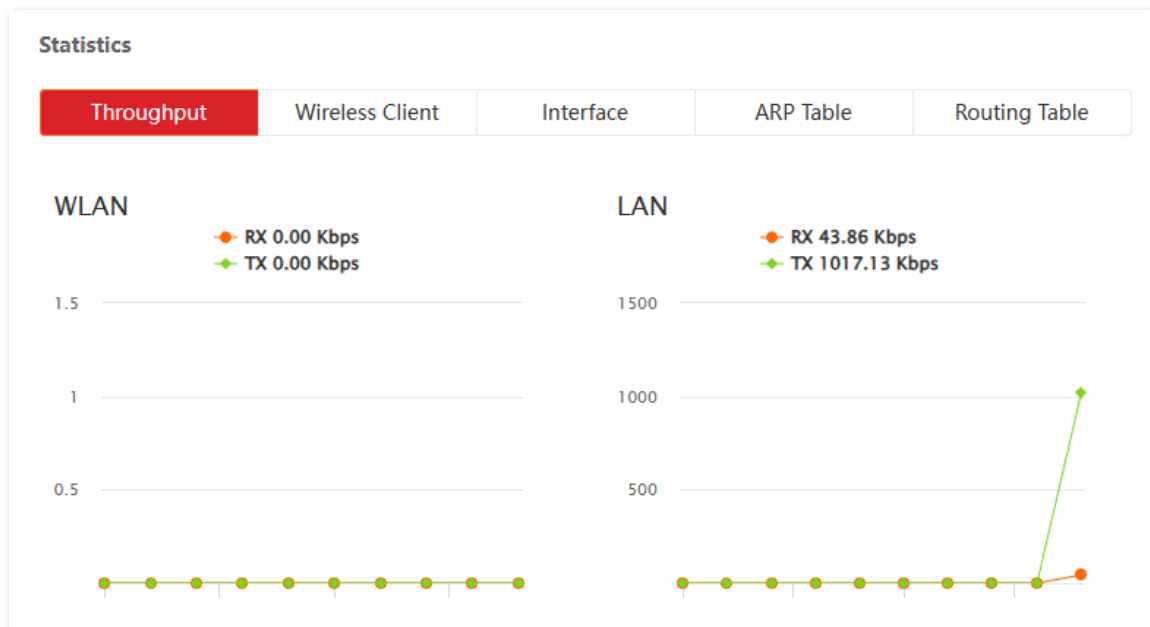 Statistics
Throughput Wireless Client Interface ARP Table Routing Table
WLAN
RX 0.00 Kbps
TX 0.00 Kbps
1.5
1
0.5
LAN
RX 43.86 Kbps
TX 1017.13 Kbps
1500
1000
500